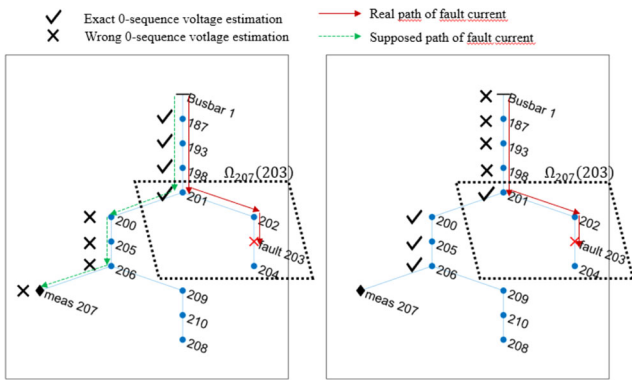 Exact 0-sequence voltage estimation
Real path of fault current
Wrong 0-sequence votlage estimation
Supposed path of fault current
Busbar 1
187
193
198
Ω207(203)
201
200
202
205
fault 203
206
204
meas 207
209
210
208
Busbar 1
187
193
198
Ω207(203)
201
200
202
205
fault 203
206
204
meas 207
209
210
208